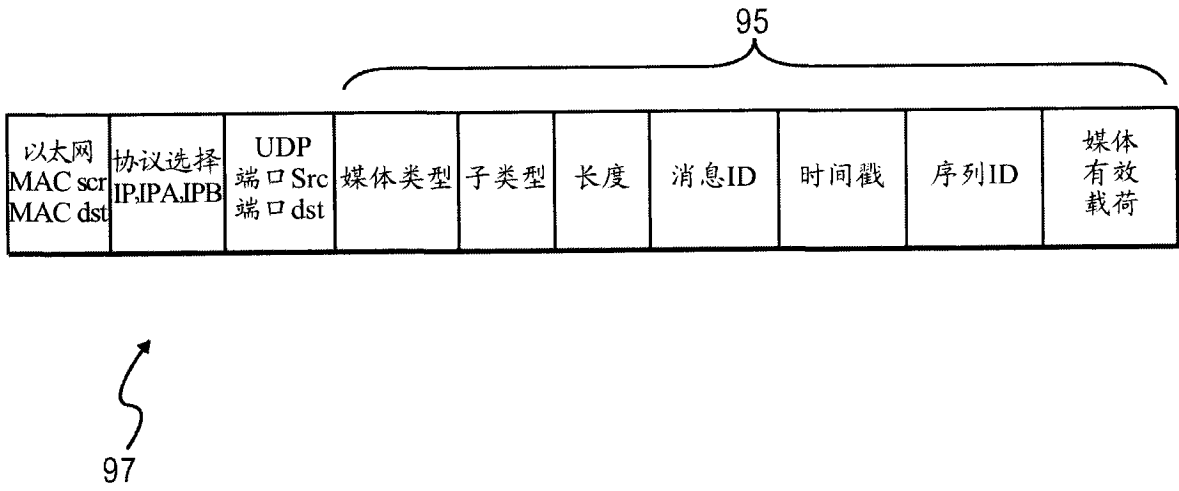 95
以太网
MAC scr
MAC dst
协议选择
IP,IPA,IPB
UDP
端口Src
端口dst
媒体类型
子类型
长度
消息ID
时间戳
序列ID
媒体
有效
载荷
97